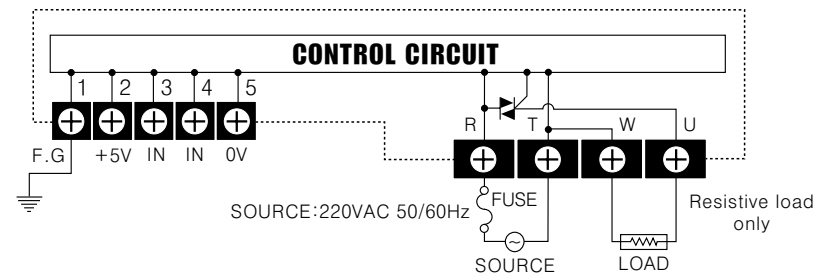 CONTROL CIRCUIT
1 2 3 4 5
R T W U
F.G +5V IN IN 0V
FUSE
SOURCE:220VAC 50/60Hz
Resistive load
only
SOURCE
LOAD